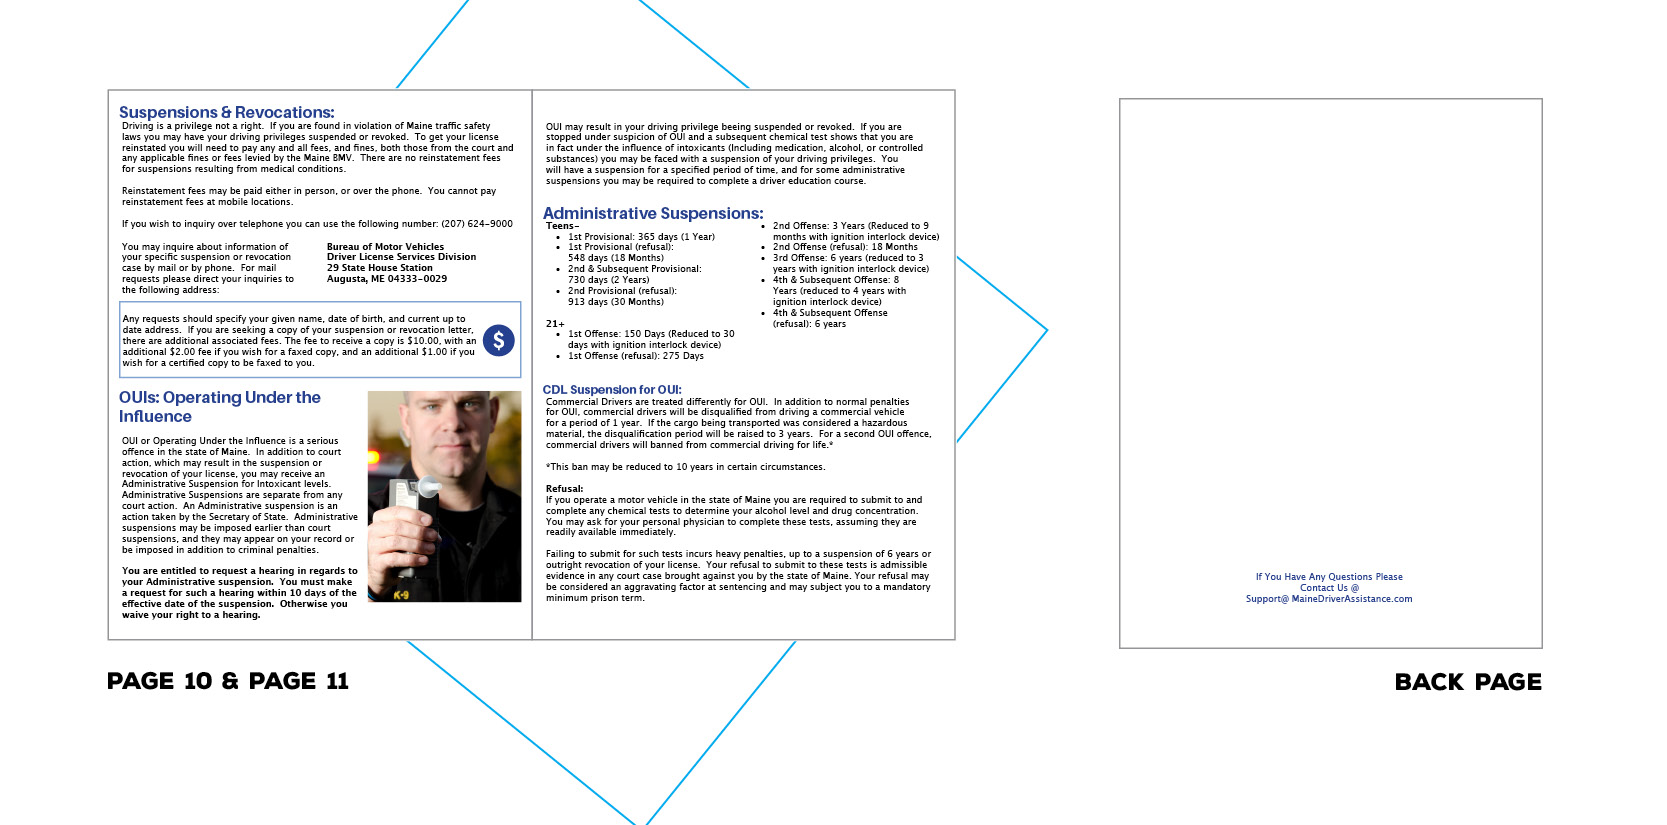 Suspensions & Revocations:
Driving is a privilege not a right.  If you are found in violation of Maine traffic safety
laws you may have your driving privileges suspended or revoked.  To get your license
reinstated you will need to pay any and all fees, and fines, both those from the court and
any applicable fines or fees levied by the Maine BMV.  There are no reinstatement fees
for suspensions resulting from medical conditions.
Reinstatement fees may be paid either in person, or over the phone.  You cannot pay
reinstatement fees at mobile locations.
If you wish to inquiry over telephone you can use the following number: (207) 624-9000
You may inquire about information of
your specific suspension or revocation
case by mail or by phone.  For mail
requests please direct your inquiries to
the following address:
Bureau of Motor Vehicles
Driver License Services Division
29 State House Station
Augusta, ME 04333-0029
Any requests should specify your given name, date of birth, and current up to
date address.  If you are seeking a copy of your suspension or revocation letter,
there are additional associated fees. The fee to receive a copy is $10.00, with an
additional $2.00 fee if you wish for a faxed copy, and an additional $1.00 if you
wish for a certified copy to be faxed to you.
$
OUIs: Operating Under the
Influence
OUI or Operating Under the Influence is a serious
offence in the state of Maine.  In addition to court
action, which may result in the suspension or
revocation of your license, you may receive an
Administrative Suspension for Intoxicant levels.
Administrative Suspensions are separate from any
court action.  An Administrative suspension is an
action taken by the Secretary of State.  Administrative
suspensions may be imposed earlier than court
suspensions, and they may appear on your record or
be imposed in addition to criminal penalties.
You are entitled to request a hearing in regards to
your Administrative suspension.  You must make
a request for such a hearing within 10 days of the
effective date of the suspension.  Otherwise you
waive your right to a hearing.
K-9
OUI may result in your driving privilege beeing suspended or revoked.  If you are
stopped under suspicion of OUI and a subsequent chemical test shows that you are
in fact under the influence of intoxicants (Including medication, alcohol, or controlled
substances) you may be faced with a suspension of your driving privileges.  You
will have a suspension for a specified period of time, and for some administrative
suspensions you may be required to complete a driver education course.
Administrative Suspensions:
Teens-
• 1st Provisional: 365 days (1 Year)
• 1st Provisional (refusal):
548 days (18 Months)
• 2nd & Subsequent Provisional:
730 days (2 Years)
• 2nd Provisional (refusal):
913 days (30 Months)
21+
• 1st Offense: 150 Days (Reduced to 30
days with ignition interlock device)
• 1st Offense (refusal): 275 Days
• 2nd Offense: 3 Years (Reduced to 9
months with ignition interlock device)
• 2nd Offense (refusal): 18 Months
• 3rd Offense: 6 years (reduced to 3
years with ignition interlock device)
• 4th & Subsequent Offense: 8
Years (reduced to 4 years with
ignition interlock device)
• 4th & Subsequent Offense
(refusal): 6 years
CDL Suspension for OUI:
Commercial Drivers are treated differently for OUI.  In addition to normal penalties
for OUI, commercial drivers will be disqualified from driving a commercial vehicle
for a period of 1 year.  If the cargo being transported was considered a hazardous
material, the disqualification period will be raised to 3 years.  For a second OUI offence,
commercial drivers will banned from commercial driving for life.*
*This ban may be reduced to 10 years in certain circumstances.
Refusal:
If you operate a motor vehicle in the state of Maine you are required to submit to and
complete any chemical tests to determine your alcohol level and drug concentration.
You may ask for your personal physician to complete these tests, assuming they are
readily available immediately.
Failing to submit for such tests incurs heavy penalties, up to a suspension of 6 years or
outright revocation of your license.  Your refusal to submit to these tests is admissible
evidence in any court case brought against you by the state of Maine. Your refusal may
be considered an aggravating factor at sentencing and may subject you to a mandatory
minimum prison term.
PAGE 10 & PAGE 11
If You Have Any Questions Please
Contact Us @
Support@ MaineDriverAssistance.com
BACK PAGE